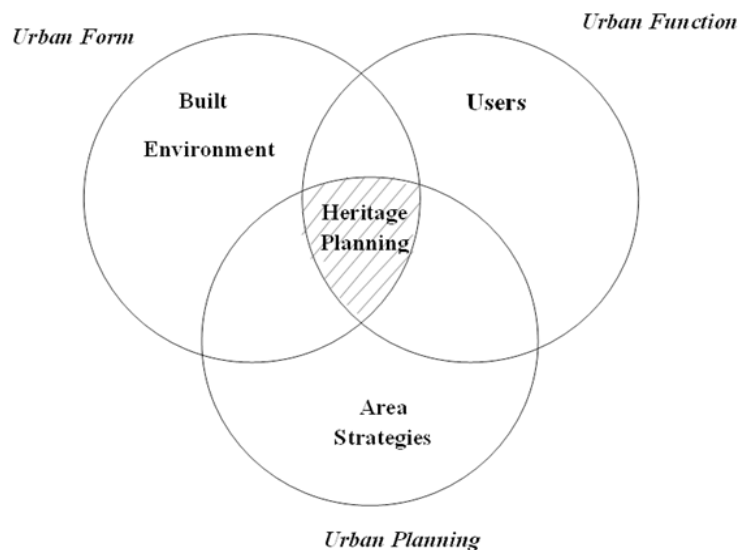 Urban Form
Urban Function
Built
Environment
Users
Heritage
Planning
Area
Strategies
Urban Planning